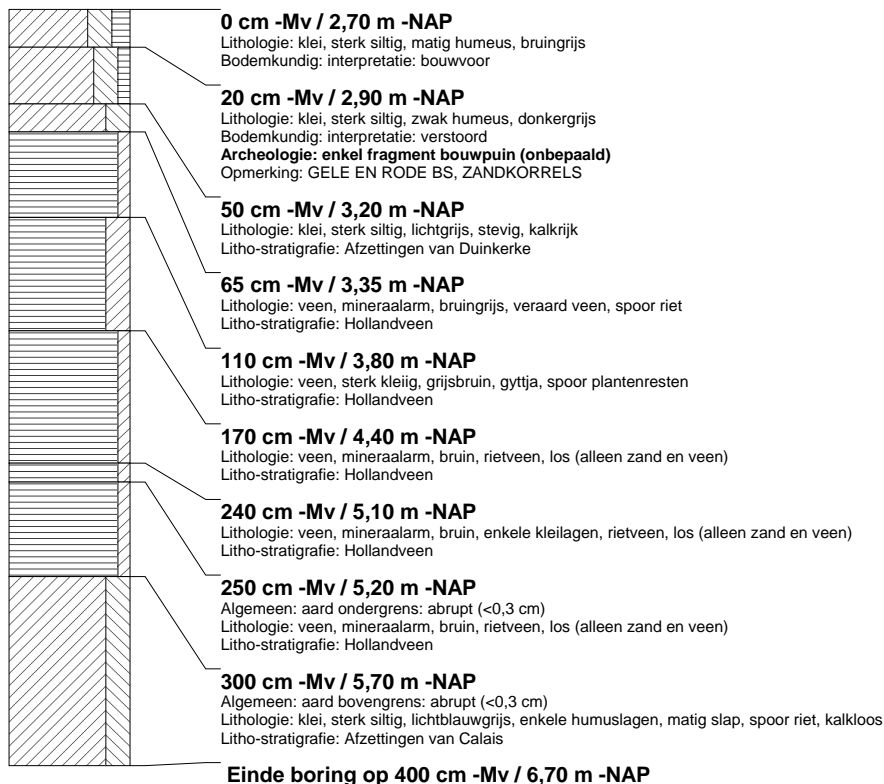 0 cm -Mv / 2,70 m -NAP
Lithologie: klei, sterk siltig, matig humeus, bruingrijs
Bodemkundig: interpretatie: bouwvoor
20 cm -Mv / 2,90 m -NAP
Lithologie: klei, sterk siltig, zwak humeus, donkergrijs
Bodemkundig: interpretatie: verstoord
Archeologie: enkel fragment bouwpuin (onbepaald)
Opmerking: GELE EN RODE BS, ZANDKORRELS
50 cm -Mv / 3,20 m -NAP
Lithologie: klei, sterk siltig, lichtgrijs, stevig, kalkrijk
Litho-stratigrafie: Afzettingen van Duinkerke
65 cm -Mv / 3,35 m -NAP
Lithologie: veen, mineraalarm, bruingrijs, veraard veen, spoor riet
Litho-stratigrafie: Hollandveen
110 cm -Mv / 3,80 m -NAP
Lithologie: veen, sterk kleiig, grijsbruin, gyttja, spoor plantenresten
Litho-stratigrafie: Hollandveen
170 cm -Mv / 4,40 m -NAP
Lithologie: veen, mineraalarm, bruin, rietveen, los (alleen zand en veen)
Litho-stratigrafie: Hollandveen
240 cm -Mv / 5,10 m -NAP
Lithologie: veen, mineraalarm, bruin, enkele kleilagen, rietveen, los (alleen zand en veen)
Litho-stratigrafie: Hollandveen
250 cm -Mv / 5,20 m -NAP
Algemeen: aard ondergrens: abrupt (<0,3 cm)
Lithologie: veen, mineraalarm, bruin, rietveen, los (alleen zand en veen)
Litho-stratigrafie: Hollandveen
300 cm -Mv / 5,70 m -NAP
Algemeen: aard bovengrens: abrupt (<0,3 cm)
Lithologie: klei, sterk siltig, lichtblauwgrijs, enkele humuslagen, matig slap, spoor riet, kalkloos
Litho-stratigrafie: Afzettingen van Calais
Einde boring op 400 cm -Mv / 6,70 m -NAP